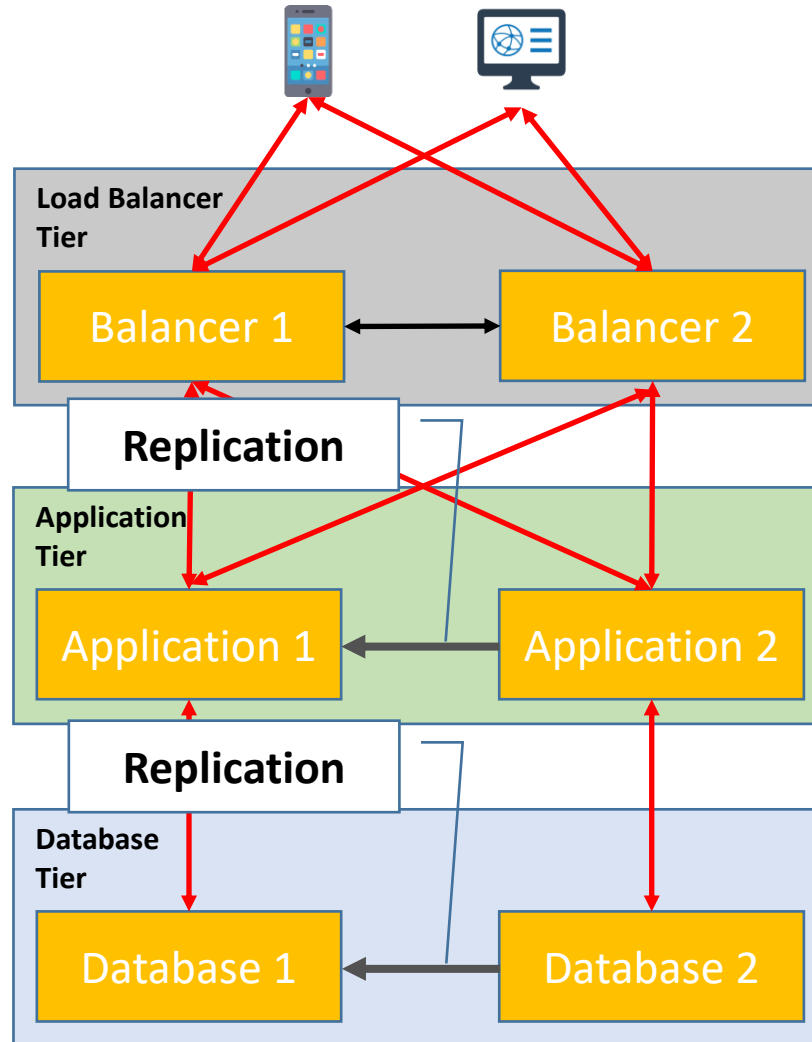 Load Balancer
Tier
Balancer 1
Balancer 2
Replication
Application
Tier
Application 1
Application 2
Replication
Database
Tier
Database 1
Database 2